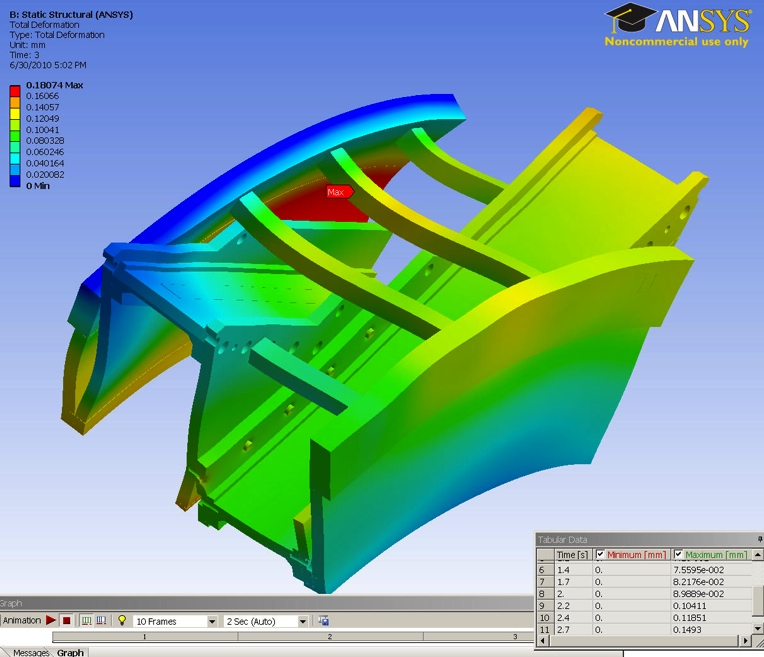 B: Static Structural (ANSYS)
Total Deformation
Type: Total Deformation
Unit: mm
Time: 3
6/30/2010 5:02 PM
ANSYS
Noncommercial use only
0.18074 Max
0.16066
0.14057
0.12049
0.10041
0.080328
0.060246
0.040164
0.020082
0 Min
Max
Tabular Data
Time [s] Minimum [mm] Maximum [mm]
6 1.4 0. 7.5595e-002
7 1.7 0. 8.2176e-002
8 2. 0. 8.9889e-002
9 2.2 0. 0.10411
10 2.4 0. 0.11851
11 2.7 0. 0.1493
Graph
Animation 10 Frames 2 Sec (Auto)
1 2 3
Messages Graph